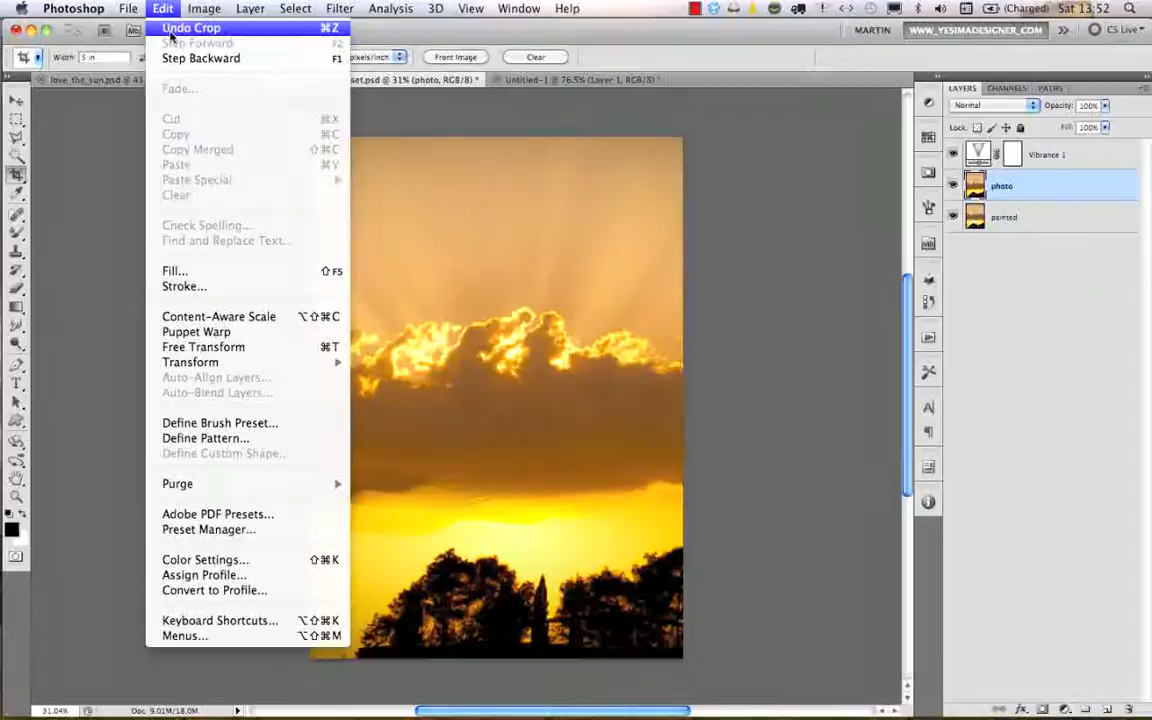 Photoshop File Edit Image Layer Select Filter Analysis 3D View Window Help (Charged) Sat 13:52
Mb MARTIN WWW_YESIMADESIGNER_COM CS Live
Width: 5 in pixels/inch Front Image Clear
love_the_sun.psd @ 43 set.psd @ 31% (photo, RGB/8) * Untitled-1 @ 76.5% (Layer 1, RGB/8) *
Undo Crop ⌘Z
Step Forward F2
Step Backward F1
Fade...
Cut ⌘X
Copy ⌘C
Copy Merged ⇧⌘C
Paste ⌘V
Paste Special
Clear
Check Spelling...
Find and Replace Text...
Fill... ⇧F5
Stroke...
Content-Aware Scale ⌥⇧⌘C
Puppet Warp
Free Transform ⌘T
Transform
Auto-Align Layers...
Auto-Blend Layers...
Define Brush Preset...
Define Pattern...
Define Custom Shape...
Purge
Adobe PDF Presets...
Preset Manager...
Color Settings... ⇧⌘K
Assign Profile...
Convert to Profile...
Keyboard Shortcuts... ⌥⇧⌘K
Menus... ⌥⇧⌘M
LAYERS CHANNELS PATHS
Normal Opacity: 100%
Lock: Fill: 100%
Vibrance 1
photo
painted
31.04% Doc: 9.01M/18.0M